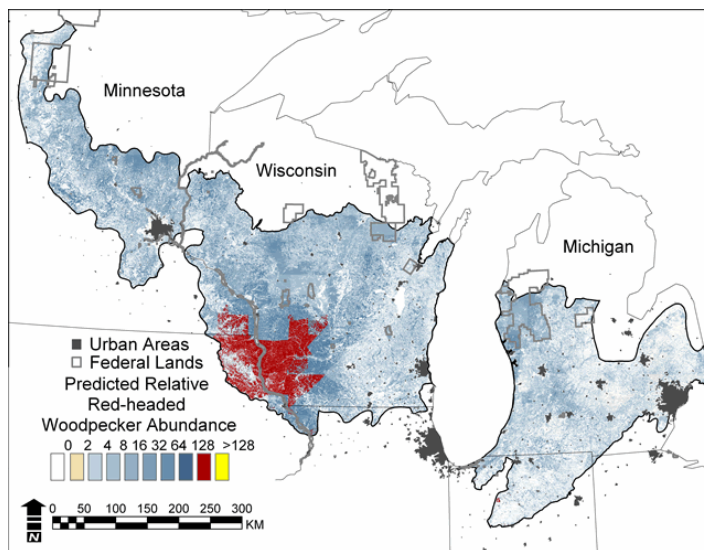 Minnesota
Wisconsin
Michigan
Urban Areas
Federal Lands
Predicted Relative
Red-headed
Woodpecker Abundance
0 2 4 8 16 32 64 128 >128
N
0 50 100 150 200 250 300
KM